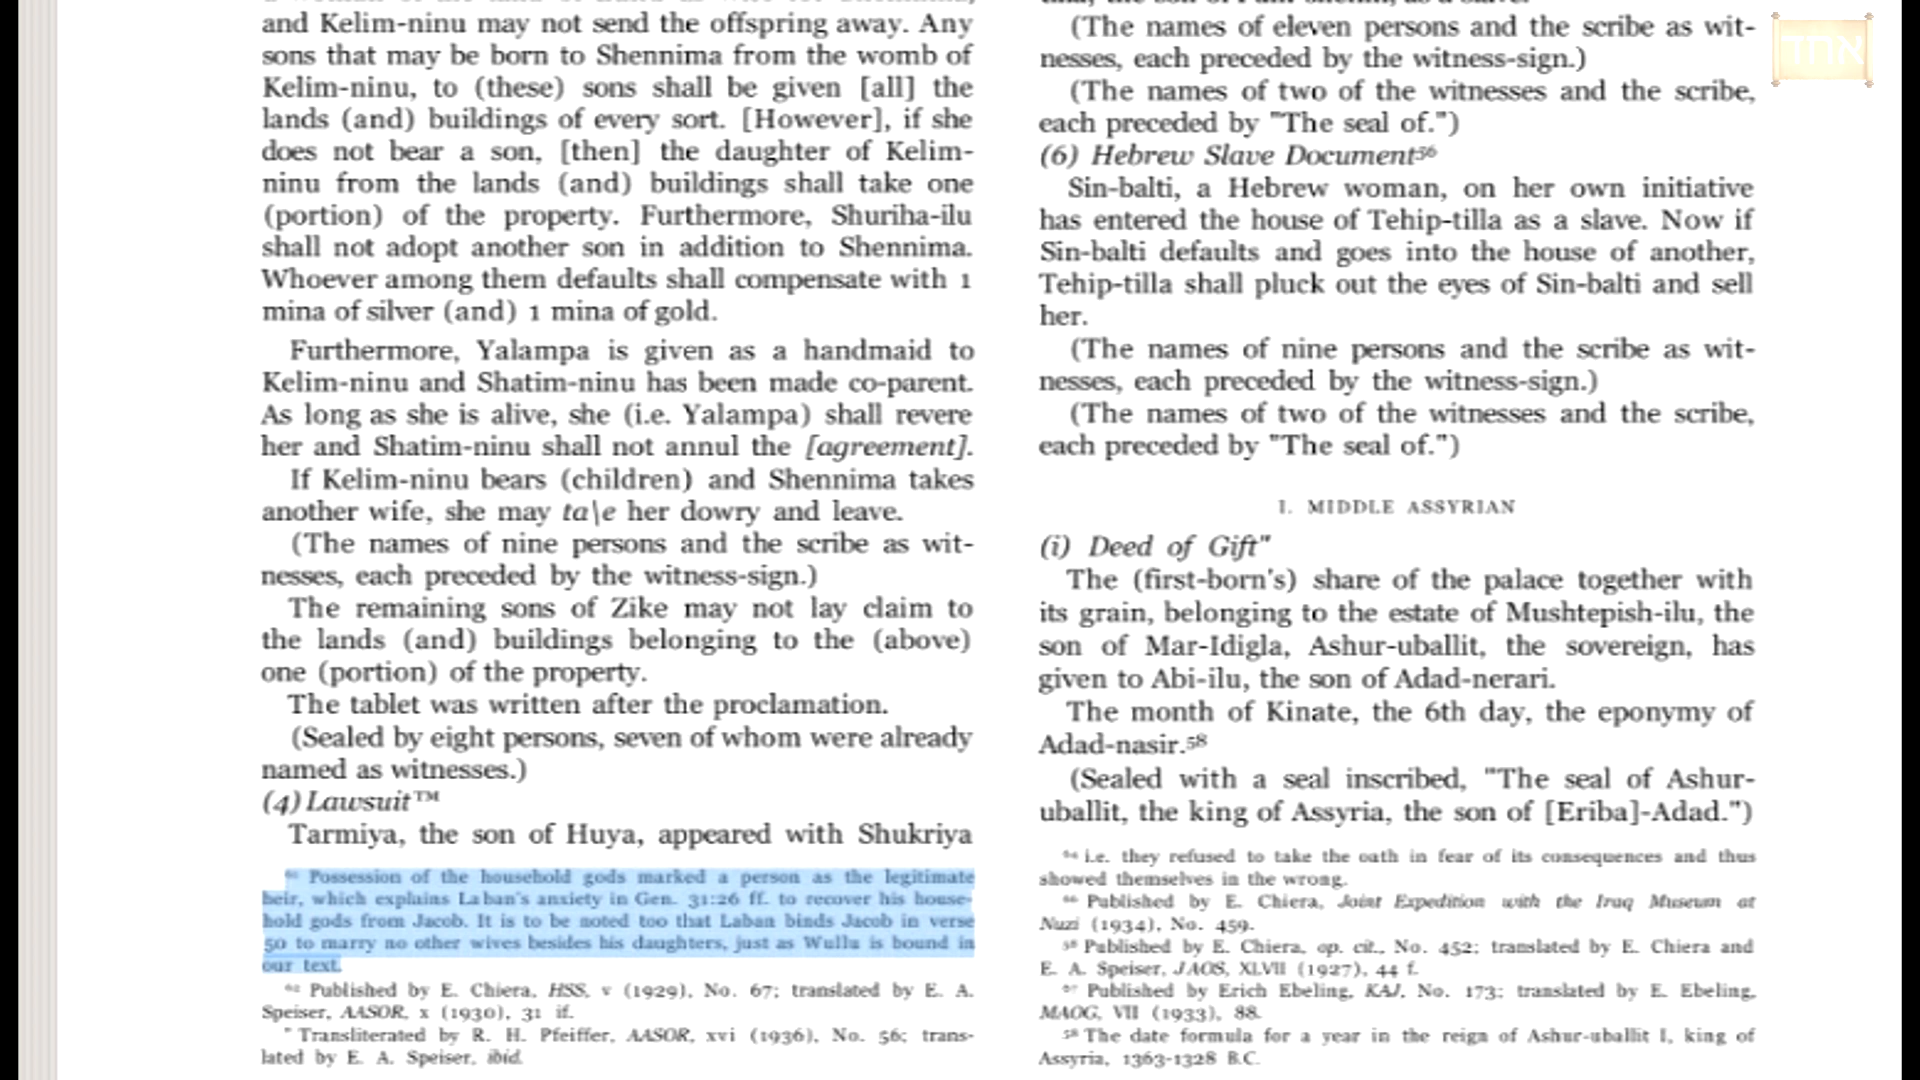 and Kelim-ninu may not send the offspring away. Any
sons that may be born to Shennima from the womb of
Kelim-ninu, to (these) sons shall be given [all] the
lands (and) buildings of every sort. [However], if she
does not bear a son, [then] the daughter of Kelim-
ninu from the lands (and) buildings shall take one
(portion) of the property. Furthermore, Shuriha-ilu
shall not adopt another son in addition to Shennima.
Whoever among them defaults shall compensate with 1
mina of silver (and) 1 mina of gold.
Furthermore, Yalampa is given as a handmaid to
Kelim-ninu and Shatim-ninu has been made co-parent.
As long as she is alive, she (i.e. Yalampa) shall revere
her and Shatim-ninu shall not annul the [agreement].
If Kelim-ninu bears (children) and Shennima takes
another wife, she may ta\e her dowry and leave.
(The names of nine persons and the scribe as wit-
nesses, each preceded by the witness-sign.)
The remaining sons of Zike may not lay claim to
the lands (and) buildings belonging to the (above)
one (portion) of the property.
The tablet was written after the proclamation.
(Sealed by eight persons, seven of whom were already
named as witnesses.)
(4) Lawsuit™
Tarmiya, the son of Huya, appeared with Shukriya
Possession of the household gods marked a person as the legitimate
heir, which explains Laban's anxiety in Gen. 31:26 ff. to recover his house-
hold gods from Jacob. It is to be noted too that Laban binds Jacob in verse
50 to marry no other wives besides his daughters, just as Wullu is bound in
our text.
Published by E. Chiera, HSS, v (1929), No. 67; translated by E. A.
Speiser, AASOR, x (1930), 31 if.
" Transliterated by R. H. Pfeiffer, AASOR, xvi (1936), No. 56; trans-
lated by E. A. Speiser, ibid.
(The names of eleven persons and the scribe as wit-
nesses, each preceded by the witness-sign.)
(The names of two of the witnesses and the scribe,
each preceded by "The seal of.")
(6) Hebrew Slave Document⁵⁶
Sin-balti, a Hebrew woman, on her own initiative
has entered the house of Tehip-tilla as a slave. Now if
Sin-balti defaults and goes into the house of another,
Tehip-tilla shall pluck out the eyes of Sin-balti and sell
her.
(The names of nine persons and the scribe as wit-
nesses, each preceded by the witness-sign.)
(The names of two of the witnesses and the scribe,
each preceded by "The seal of.")
I. MIDDLE ASSYRIAN
(i) Deed of Gift"
The (first-born's) share of the palace together with
its grain, belonging to the estate of Mushtepish-ilu, the
son of Mar-Idigla, Ashur-uballit, the sovereign, has
given to Abi-ilu, the son of Adad-nerari.
The month of Kinate, the 6th day, the eponymy of
Adad-nasir.⁵⁸
(Sealed with a seal inscribed, "The seal of Ashur-
uballit, the king of Assyria, the son of [Eriba]-Adad.")
i.e. they refused to take the oath in fear of its consequences and thus
showed themselves in the wrong.
Published by E. Chiera, Joint Expedition with the Iraq Museum at
Nuzi (1934), No. 459.
Published by E. Chiera, op. cit., No. 452; translated by E. Chiera and
E. A. Speiser, JAOS, XLVII (1927), 44 f.
Published by Erich Ebeling, KAJ, No. 173; translated by E. Ebeling,
MAOG, VII (1933), 88.
⁵⁸ The date formula for a year in the reign of Ashur-uballit I, king of
Assyria, 1363-1328 B.C.
אחד